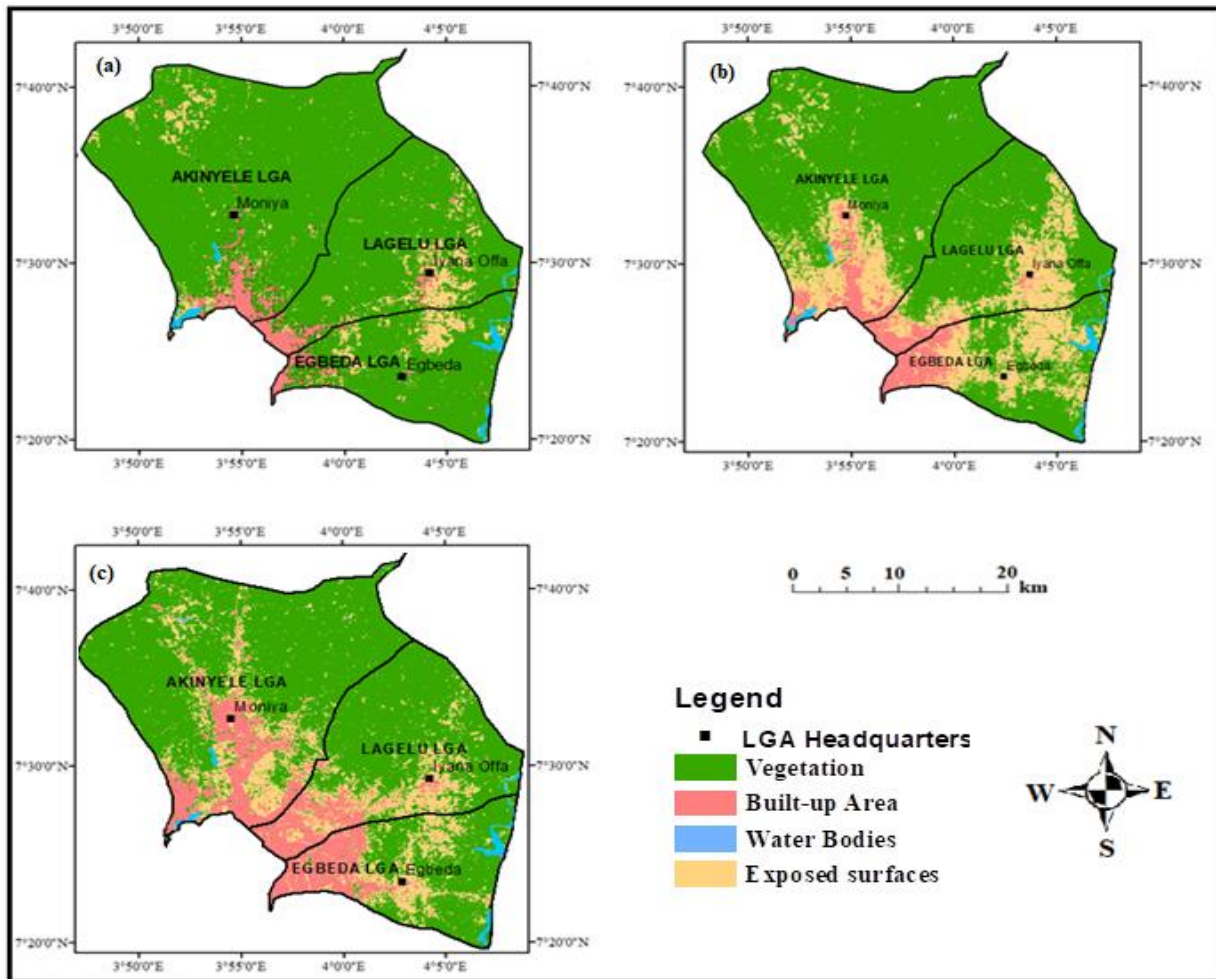 (a)
3°50'0"E 3°55'0"E 4°0'0"E 4°5'0"E
7°40'0"N
7°30'0"N
7°20'0"N
AKINYELE LGA
Moniya
LAGELU LGA
Iyana Offa
EGBEDA LGA
Egbeda
7°40'0"N
7°30'0"N
7°20'0"N
3°50'0"E 3°55'0"E 4°0'0"E 4°5'0"E
(b)
3°50'0"E 3°55'0"E 4°0'0"E 4°5'0"E
7°40'0"N
7°30'0"N
7°20'0"N
AKINYELE LGA
Moniya
LAGELU LGA
Iyana Offa
EGBEDA LGA
Egbeda
7°40'0"N
7°30'0"N
7°20'0"N
3°50'0"E 3°55'0"E 4°0'0"E 4°5'0"E
(c)
3°50'0"E 3°55'0"E 4°0'0"E 4°5'0"E
7°40'0"N
7°30'0"N
7°20'0"N
AKINYELE LGA
Moniya
LAGELU LGA
Iyana Offa
EGBEDA LGA
Egbeda
7°40'0"N
7°30'0"N
7°20'0"N
3°50'0"E 3°55'0"E 4°0'0"E 4°5'0"E
0 5 10 20
km
Legend
LGA Headquarters
Vegetation
Built-up Area
Water Bodies
Exposed surfaces
N
W E
S